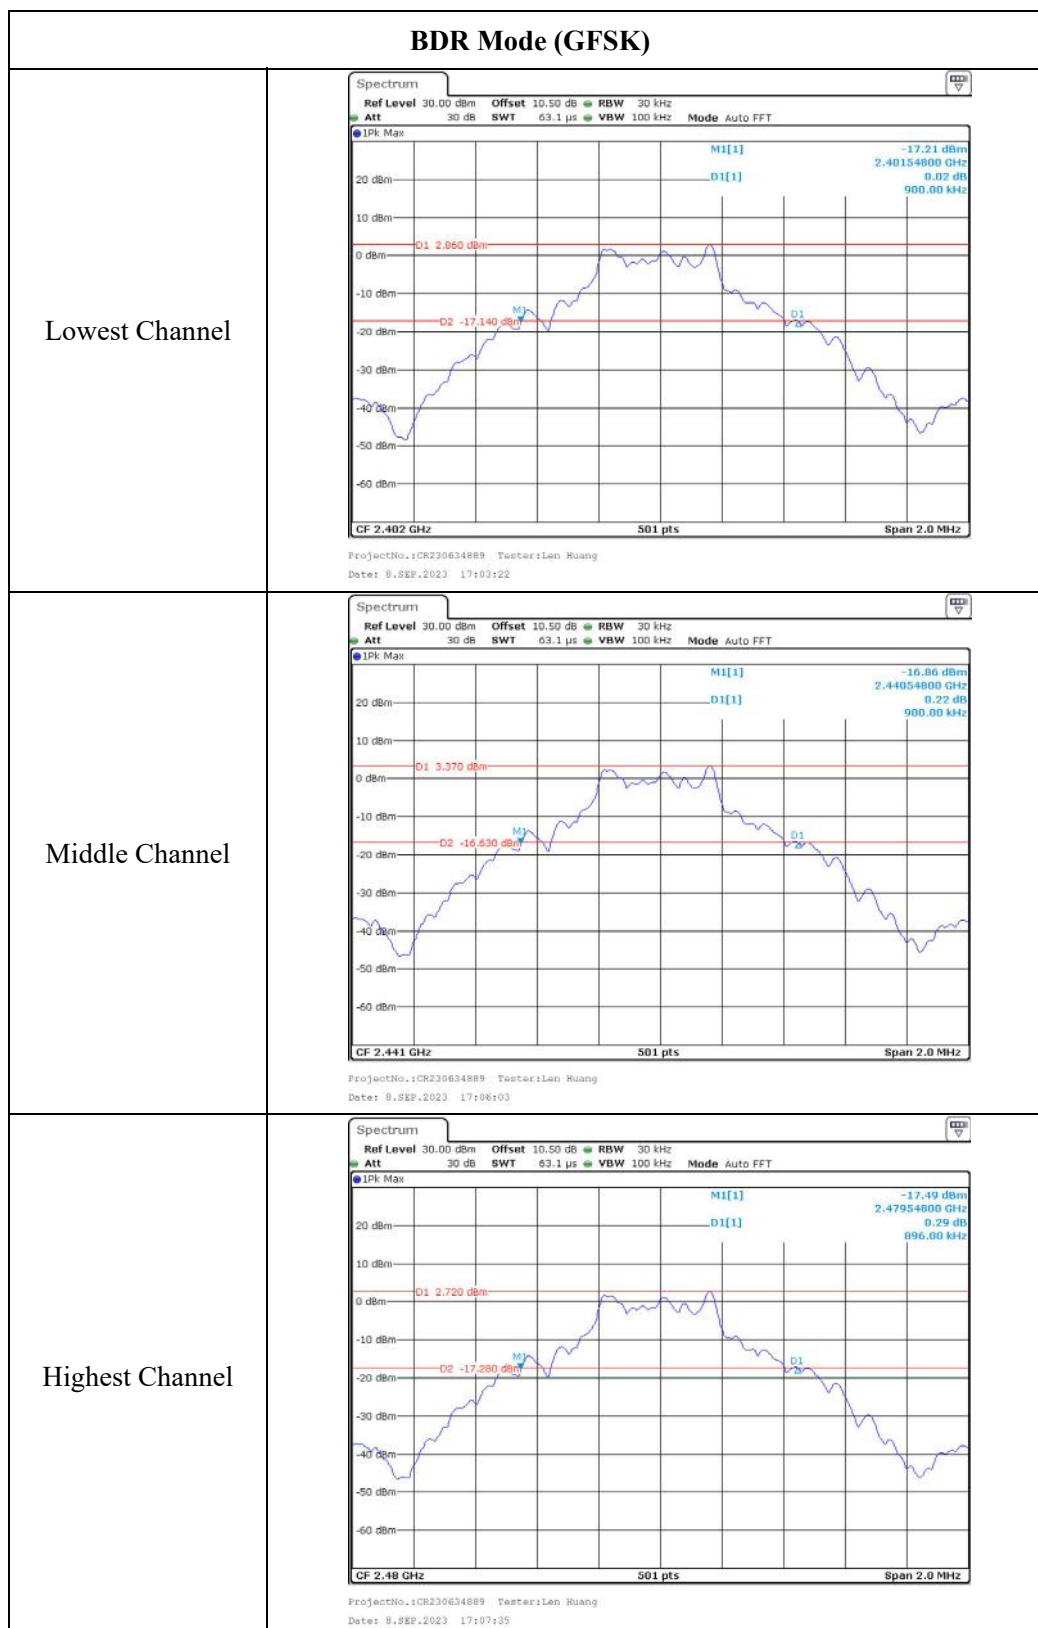 BDR Mode (GFSK)
Lowest Channel
Spectrum
Ref Level 30.00 dBm Offset 10.50 dB RBW 30 kHz
Att 30 dB SWT 63.1 µs VBW 100 kHz Mode Auto FFT
1Pk Max
M1[1] -17.21 dBm
2.40154800 GHz
20 dBm D1[1] 0.02 dB
900.00 kHz
10 dBm
D1 2.860 dBm
0 dBm
-10 dBm
M1 D1
D2 -17.140 dBm
-20 dBm
-30 dBm
-40 dBm
-50 dBm
-60 dBm
CF 2.402 GHz 501 pts Span 2.0 MHz
ProjectNo.:CR230634889 Tester:Len Huang
Date: 8.SEP.2023 17:03:22
Middle Channel
Spectrum
Ref Level 30.00 dBm Offset 10.50 dB RBW 30 kHz
Att 30 dB SWT 63.1 µs VBW 100 kHz Mode Auto FFT
1Pk Max
M1[1] -16.86 dBm
2.44054800 GHz
20 dBm D1[1] 0.22 dB
900.00 kHz
10 dBm
D1 3.370 dBm
0 dBm
-10 dBm
M1 D1
D2 -16.630 dBm
-20 dBm
-30 dBm
-40 dBm
-50 dBm
-60 dBm
CF 2.441 GHz 501 pts Span 2.0 MHz
ProjectNo.:CR230634889 Tester:Len Huang
Date: 8.SEP.2023 17:06:03
Highest Channel
Spectrum
Ref Level 30.00 dBm Offset 10.50 dB RBW 30 kHz
Att 30 dB SWT 63.1 µs VBW 100 kHz Mode Auto FFT
1Pk Max
M1[1] -17.49 dBm
2.47954800 GHz
20 dBm D1[1] 0.29 dB
896.00 kHz
10 dBm
D1 2.720 dBm
0 dBm
-10 dBm
M1 D1
D2 -17.280 dBm
-20 dBm
-30 dBm
-40 dBm
-50 dBm
-60 dBm
CF 2.48 GHz 501 pts Span 2.0 MHz
ProjectNo.:CR230634889 Tester:Len Huang
Date: 8.SEP.2023 17:07:35